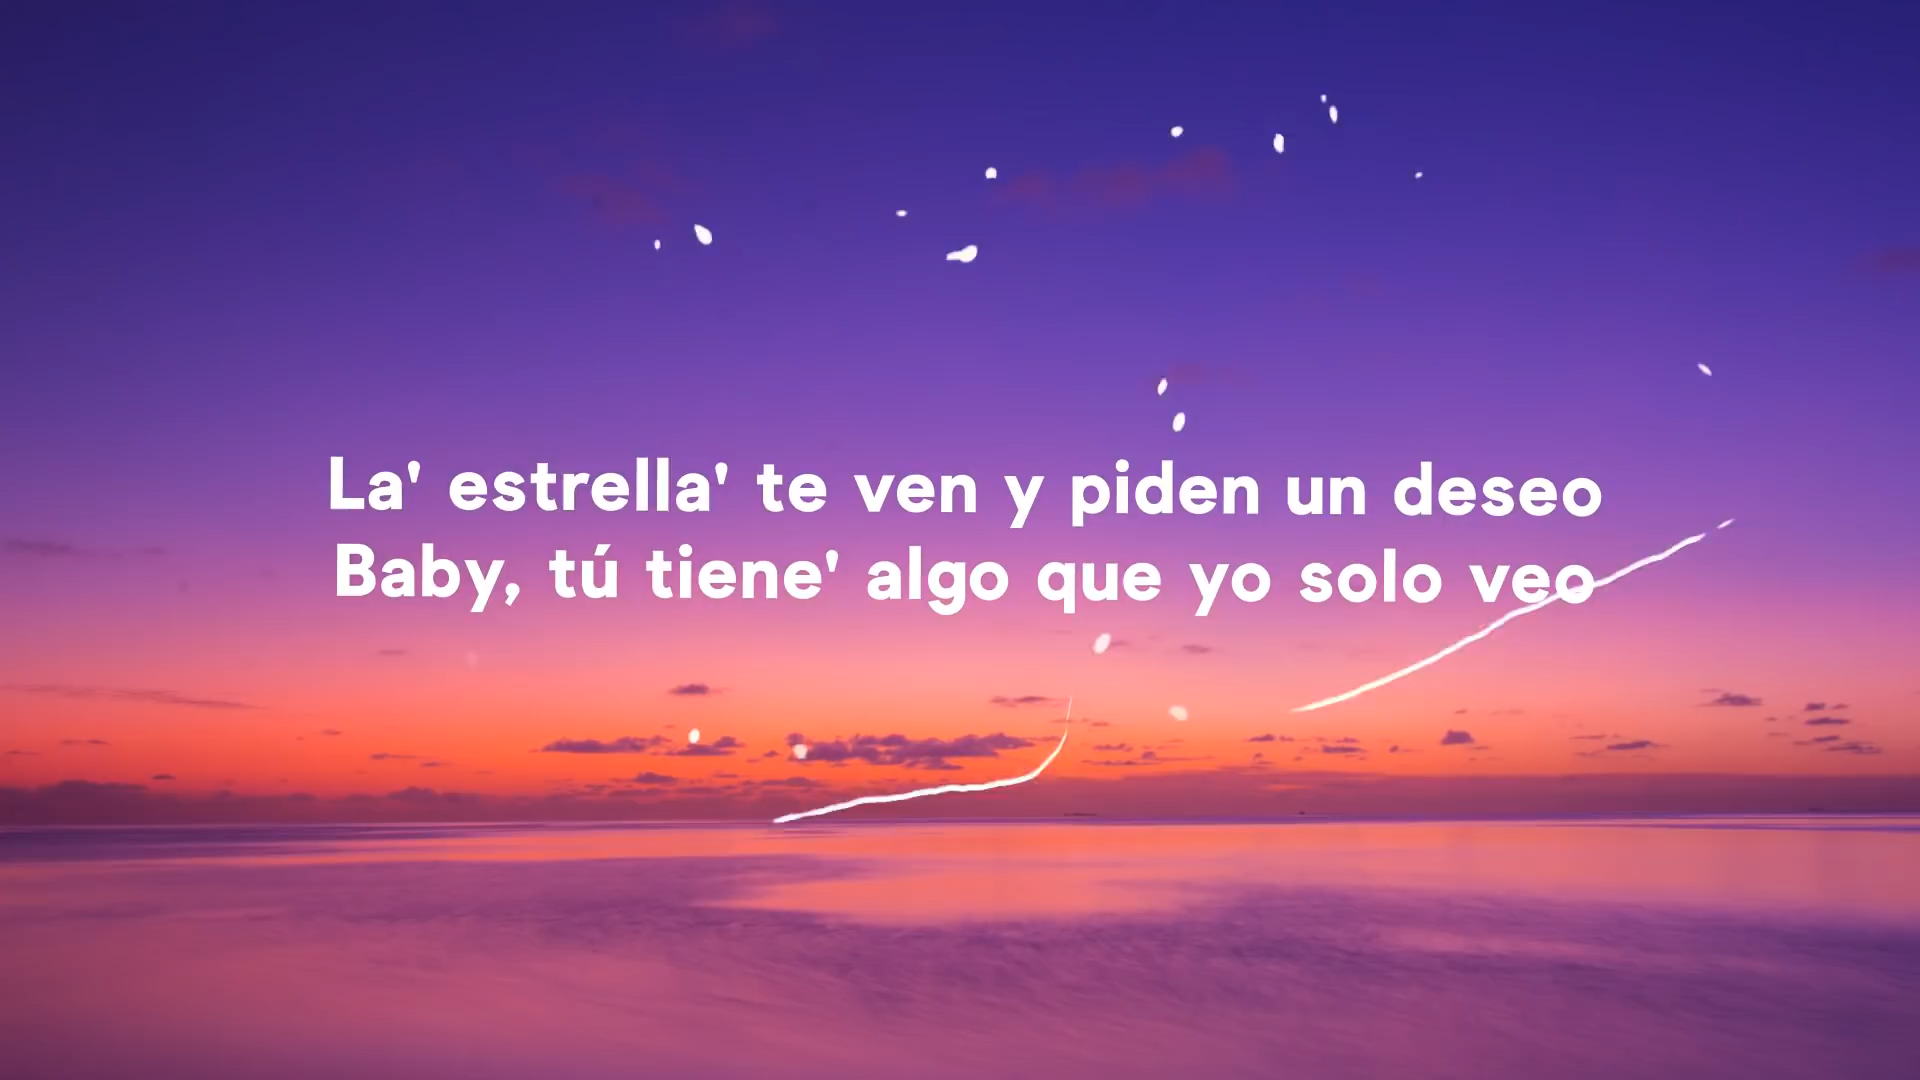 La' estrella' te ven y piden un deseo
Baby, tú tiene' algo que yo solo veo